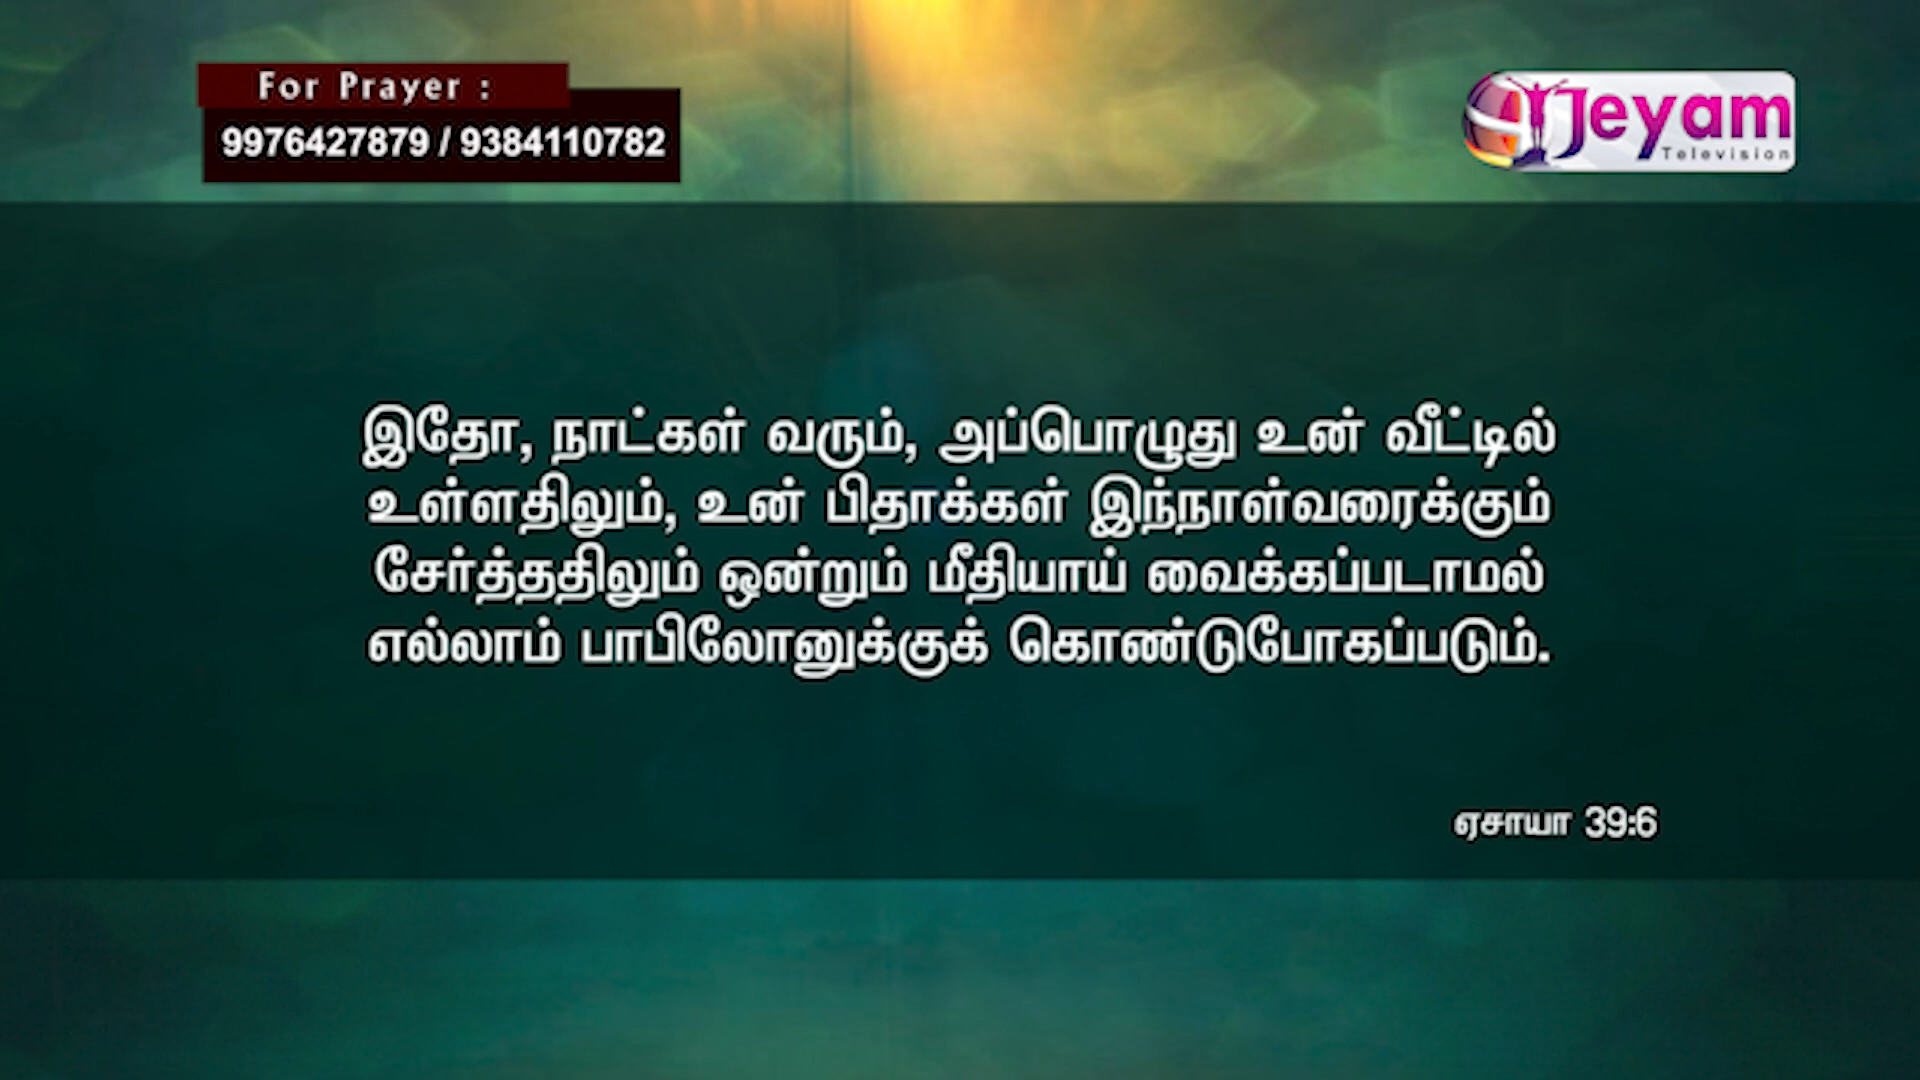 For Prayer :
9976427879 / 9384110782
Jeyam
Television
இதோ, நாட்கள் வரும், அப்பொழுது உன் வீட்டில்
உள்ளதிலும், உன் பிதாக்கள் இந்நாள்வரைக்கும்
சேர்த்ததிலும் ஒன்றும் மீதியாய் வைக்கப்படாமல்
எல்லாம் பாபிலோனுக்குக் கொண்டுபோகப்படும்.
ஏசாயா 39:6